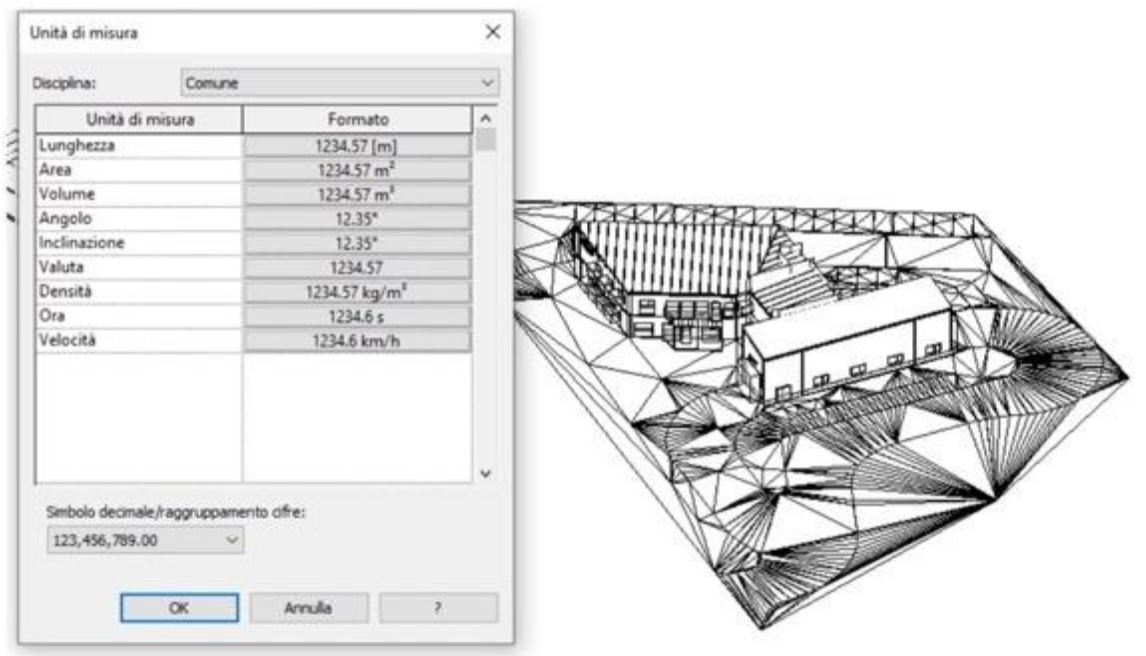 Unità di misura
Disciplina: Comune
Unità di misura Formato
Lunghezza 1234.57 [m]
Area 1234.57 m²
Volume 1234.57 m³
Angolo 12.35°
Inclinazione 12.35°
Valuta 1234.57
Densità 1234.57 kg/m³
Ora 1234.6 s
Velocità 1234.6 km/h
Simbolo decimale/raggruppamento cifre:
123,456,789.00
OK Annulla ?